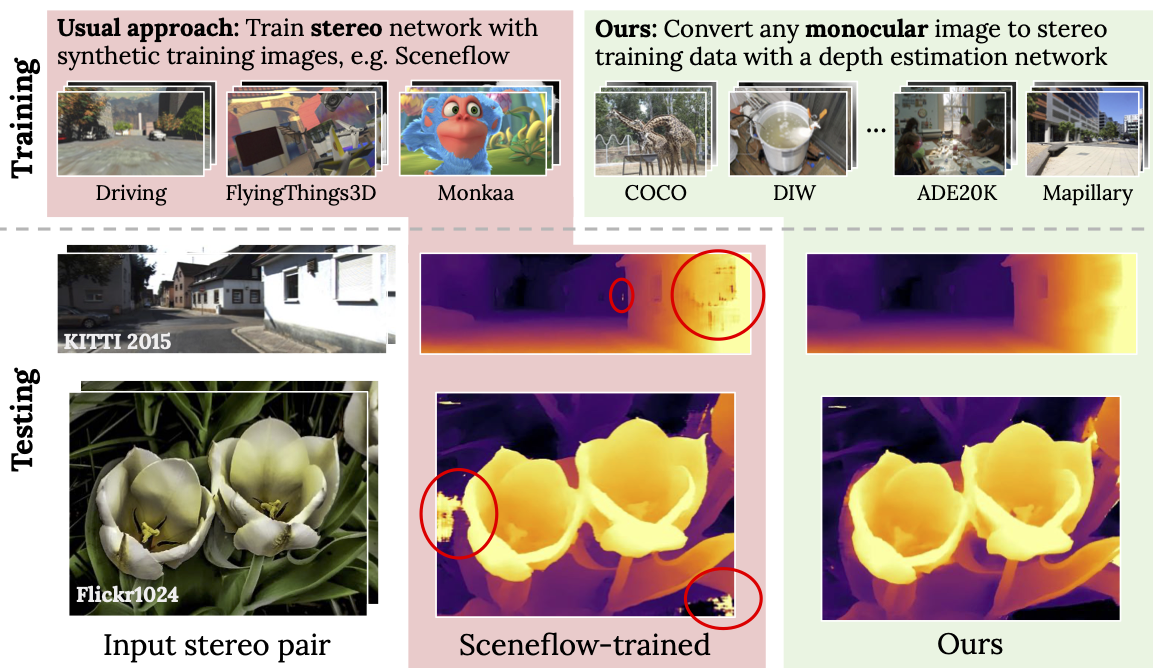 Training
Usual approach: Train stereo network with
synthetic training images, e.g. Sceneflow
Driving
FlyingThings3D
Monkaa
Ours: Convert any monocular image to stereo
training data with a depth estimation network
...
COCO
DIW
ADE20K
Mapillary
Testing
KITTI 2015
Flickr1024
Input stereo pair
Sceneflow-trained
Ours